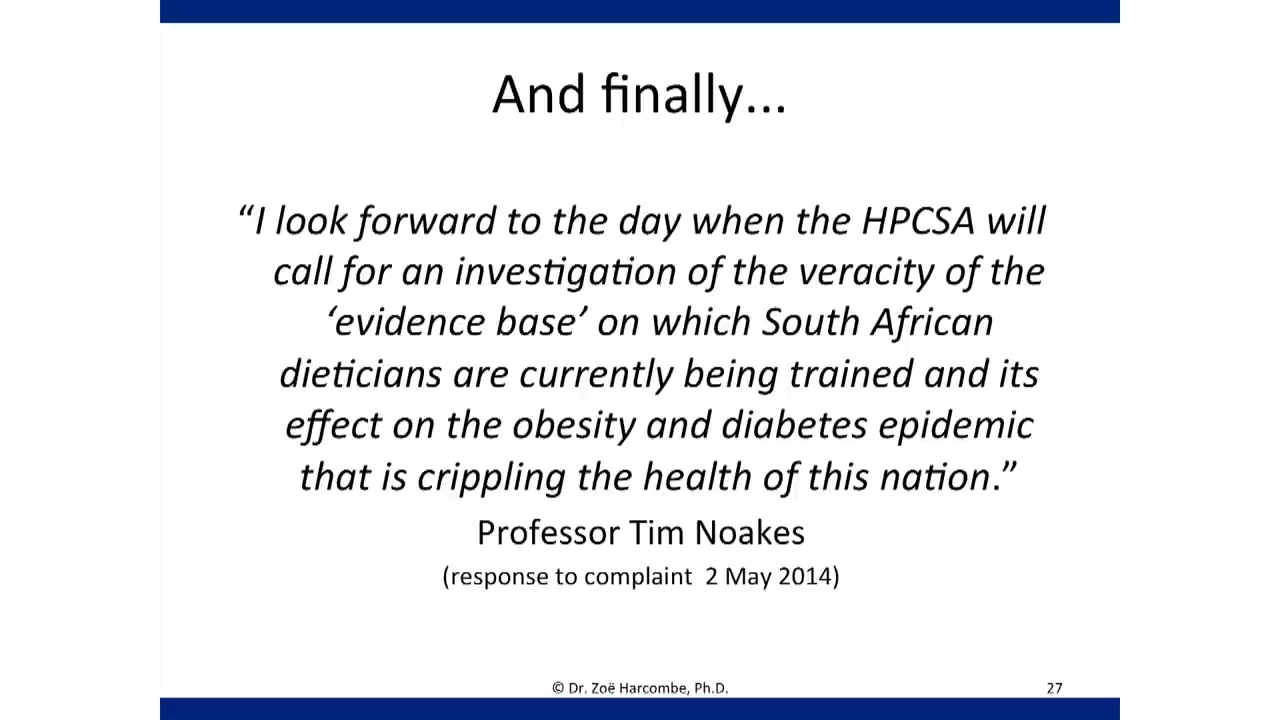 And finally...
“I look forward to the day when the HPCSA will
call for an investigation of the veracity of the
‘evidence base’ on which South African
dieticians are currently being trained and its
effect on the obesity and diabetes epidemic
that is crippling the health of this nation.”
Professor Tim Noakes
(response to complaint 2 May 2014)
© Dr. Zoë Harcombe, Ph.D.
27